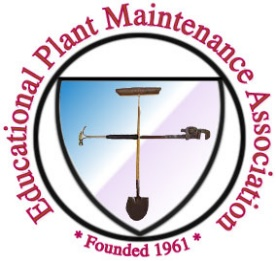 Educational Plant Maintenance Association
* Founded 1961 *